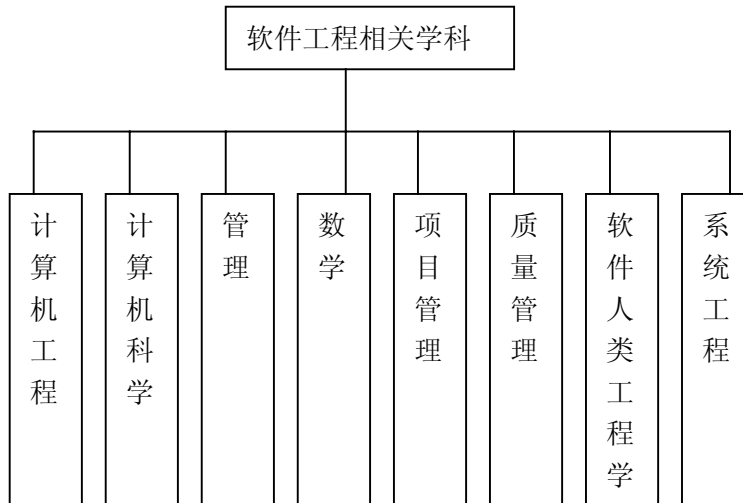 软件工程相关学科
计算机工程
计算机科学
管理
数学
项目管理
质量管理
软件人类工程学
系统工程